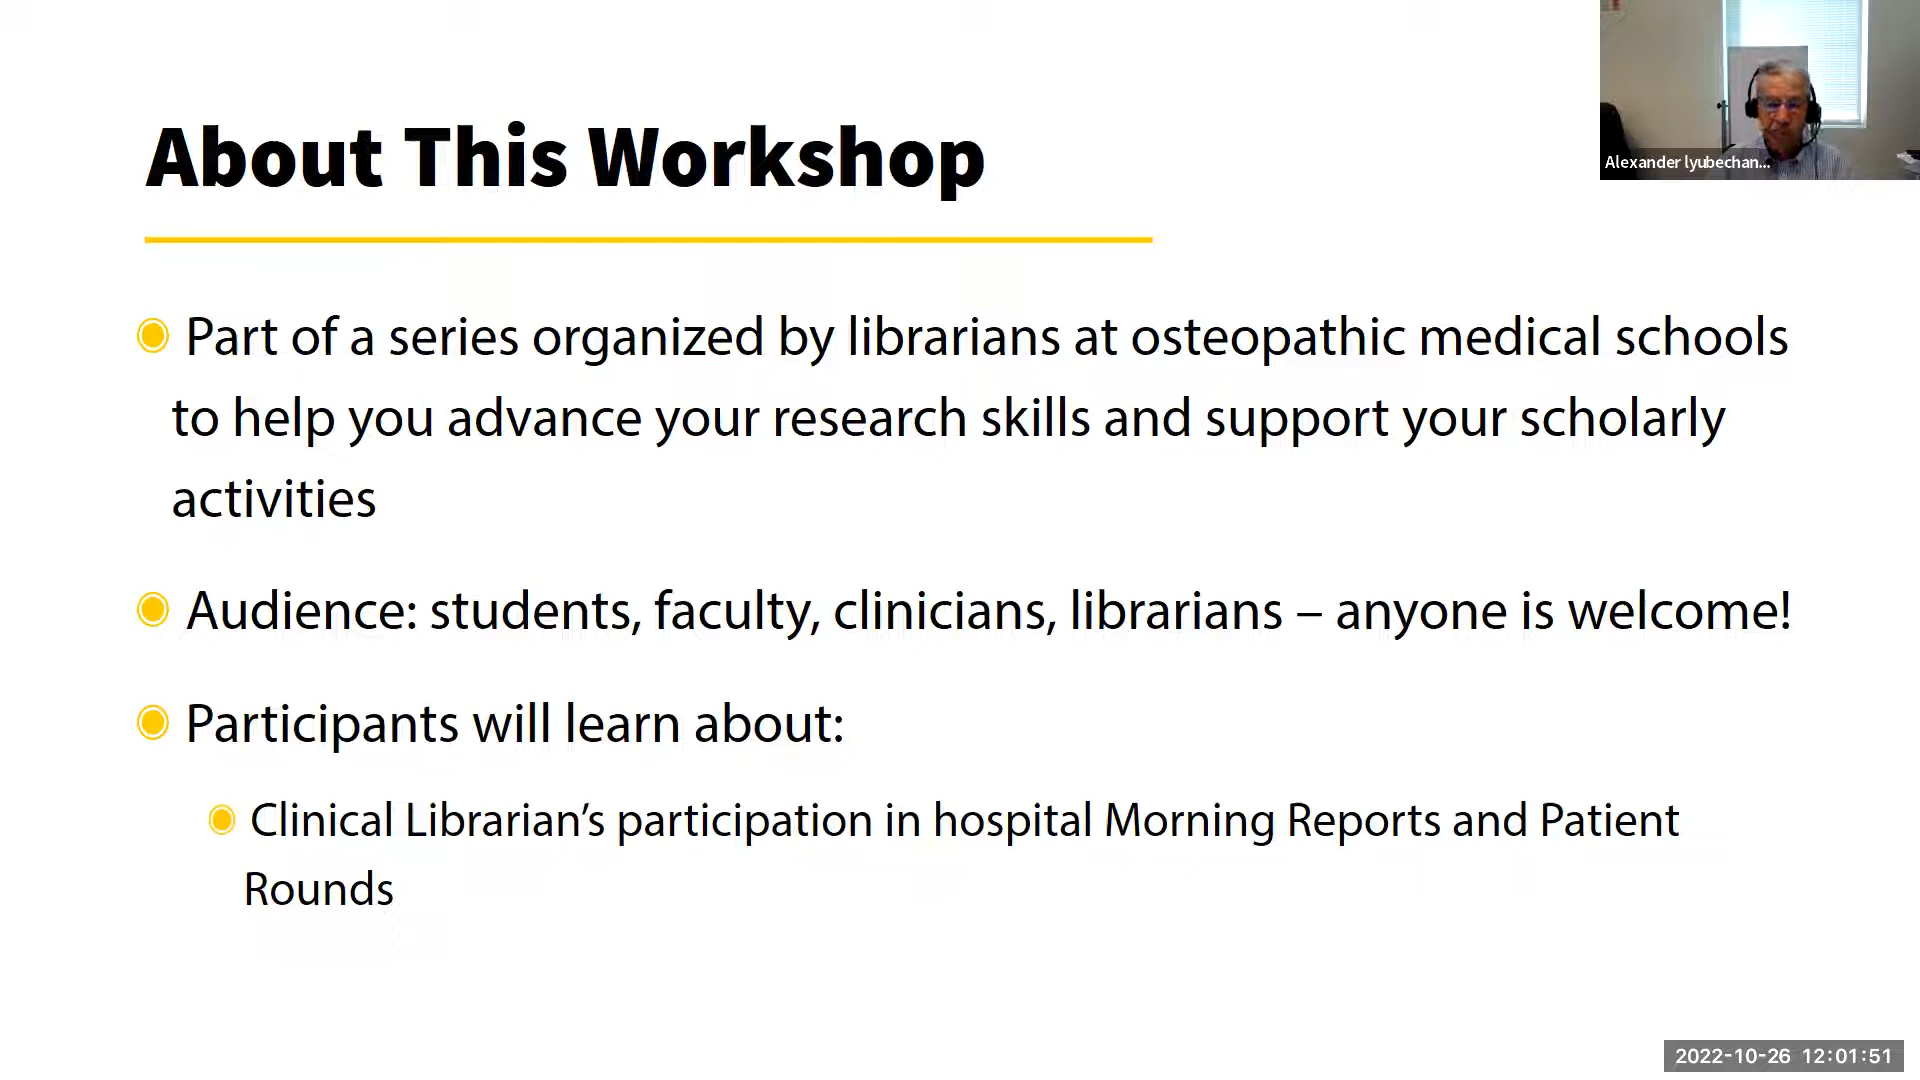 About This Workshop
Alexander lyubechan...
Part of a series organized by librarians at osteopathic medical schools
to help you advance your research skills and support your scholarly
activities
Audience: students, faculty, clinicians, librarians – anyone is welcome!
Participants will learn about:
Clinical Librarian’s participation in hospital Morning Reports and Patient
Rounds
2022-10-26 12:01:51